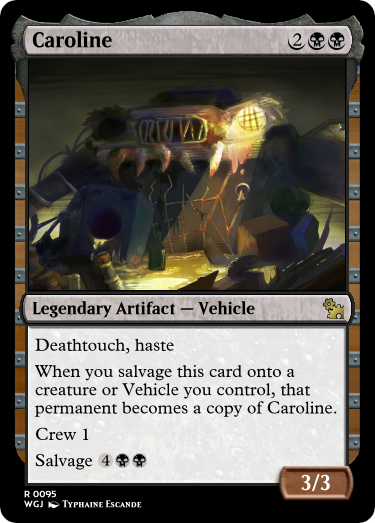 Caroline 2
Legendary Artifact — Vehicle
Deathtouch, haste
When you salvage this card onto a
creature or Vehicle you control, that
permanent becomes a copy of Caroline.
Crew 1
Salvage 4
3/3
R 0095
WGJ Typhaine Escande